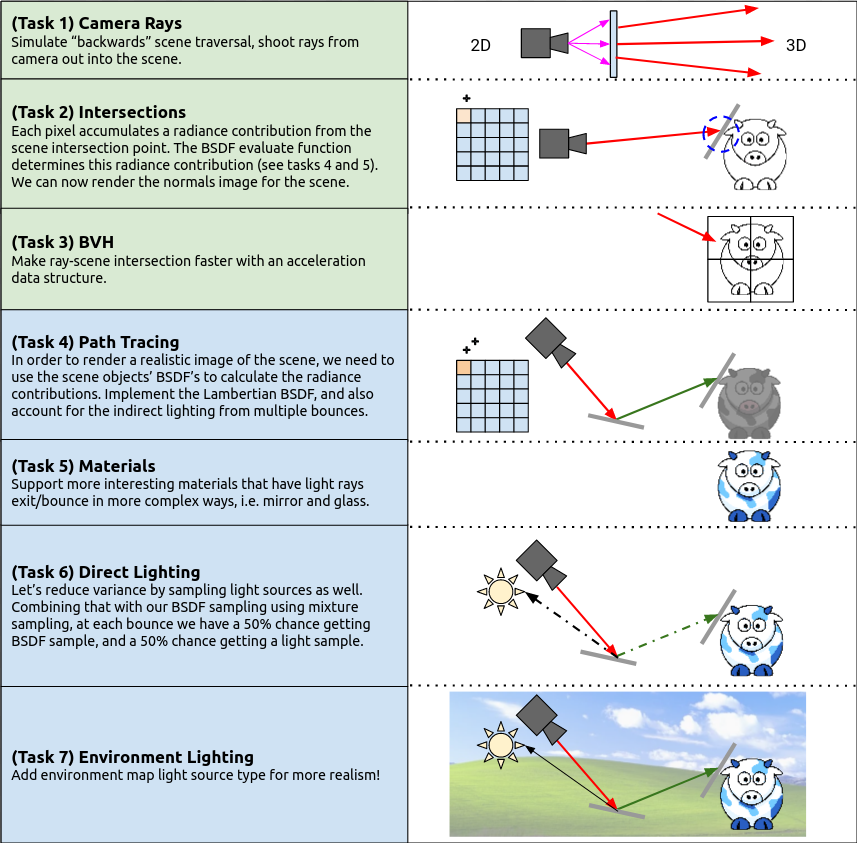 (Task 1) Camera Rays
Simulate “backwards” scene traversal, shoot rays from
camera out into the scene.
2D
3D
(Task 2) Intersections
Each pixel accumulates a radiance contribution from the
scene intersection point. The BSDF evaluate function
determines this radiance contribution (see tasks 4 and 5).
We can now render the normals image for the scene.
+
(Task 3) BVH
Make ray-scene intersection faster with an acceleration
data structure.
(Task 4) Path Tracing
In order to render a realistic image of the scene, we need to
use the scene objects’ BSDF’s to calculate the radiance
contributions. Implement the Lambertian BSDF, and also
account for the indirect lighting from multiple bounces.
+
+
(Task 5) Materials
Support more interesting materials that have light rays
exit/bounce in more complex ways, i.e. mirror and glass.
(Task 6) Direct Lighting
Let’s reduce variance by sampling light sources as well.
Combining that with our BSDF sampling using mixture
sampling, at each bounce we have a 50% chance getting
BSDF sample, and a 50% chance getting a light sample.
(Task 7) Environment Lighting
Add environment map light source type for more realism!